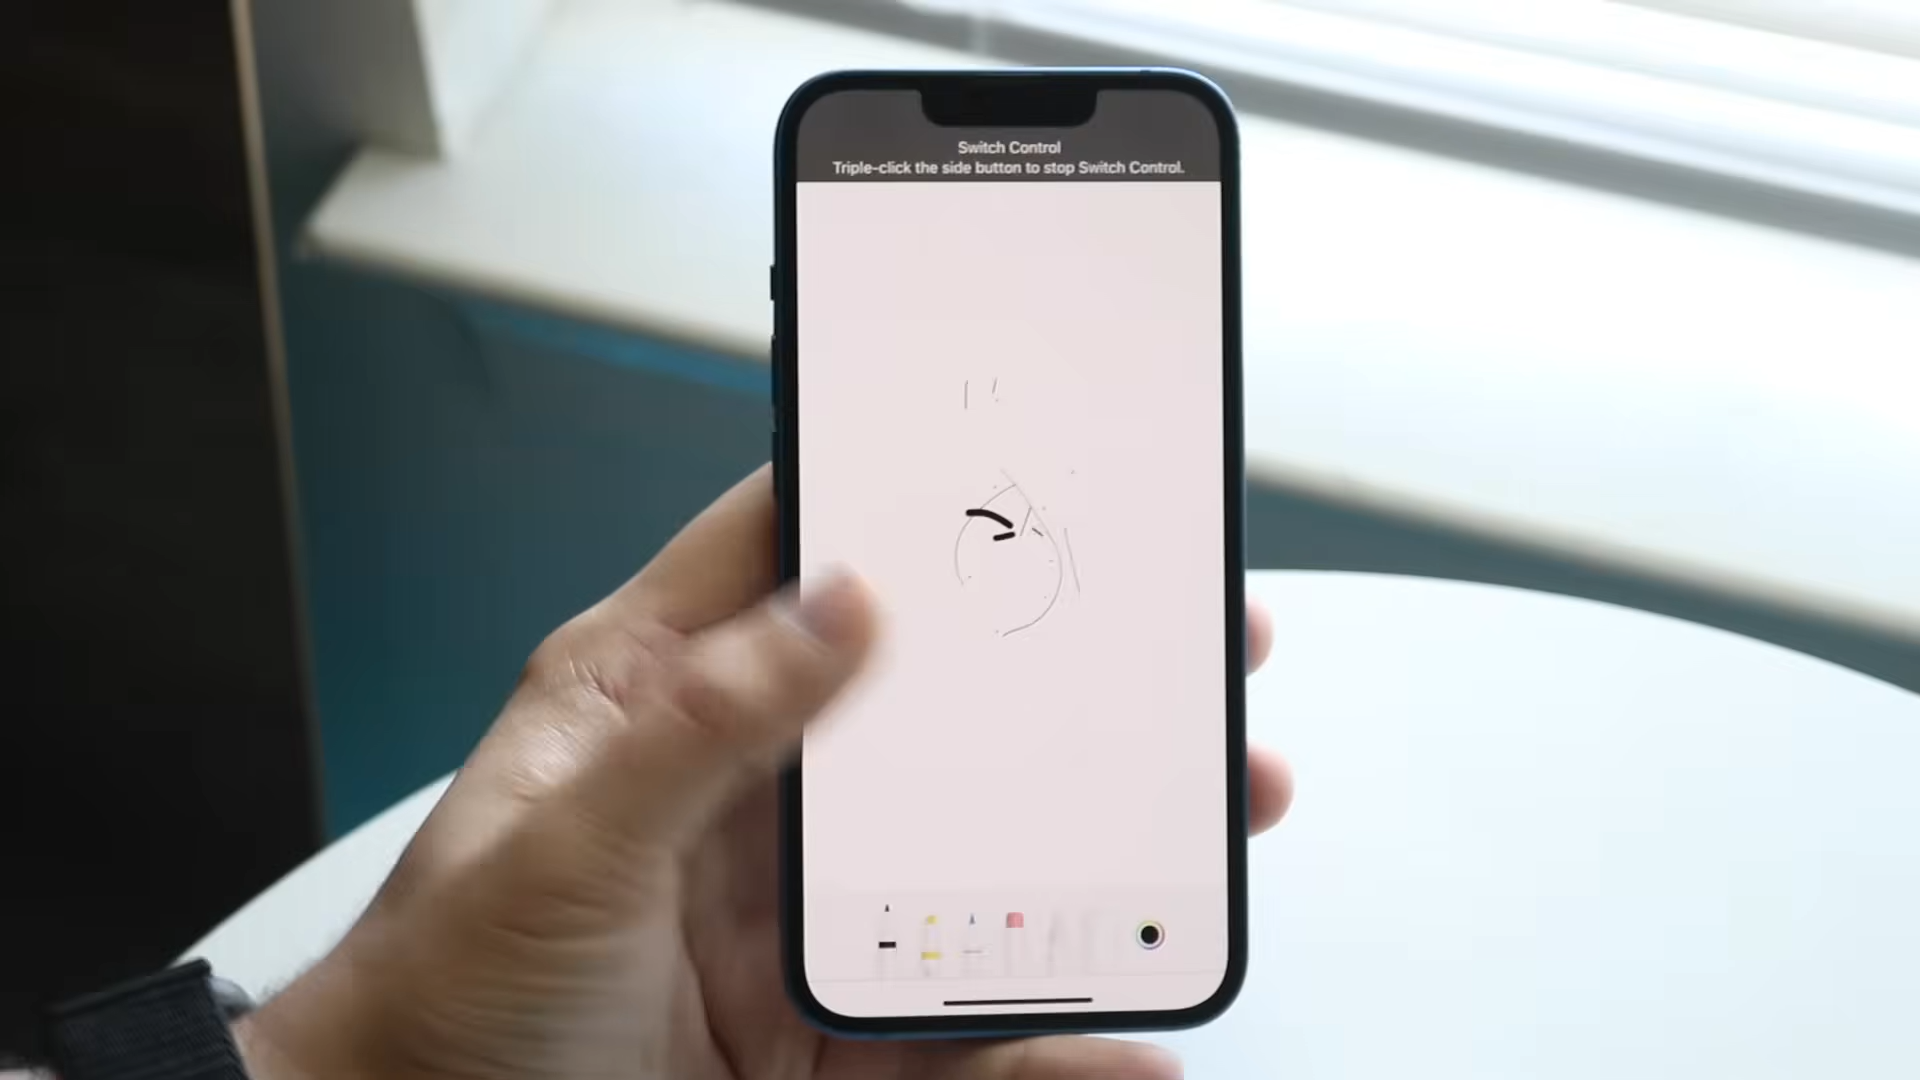 Switch Control
Triple-click the side button to stop Switch Control.